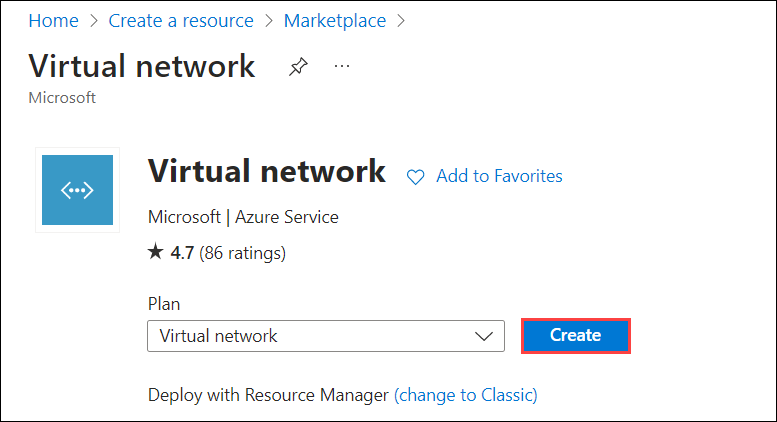 Home > Create a resource > Marketplace >
Virtual network ...
Microsoft
Virtual network Add to Favorites
Microsoft | Azure Service
★ 4.7 (86 ratings)
Plan
Virtual network Create
Deploy with Resource Manager (change to Classic)